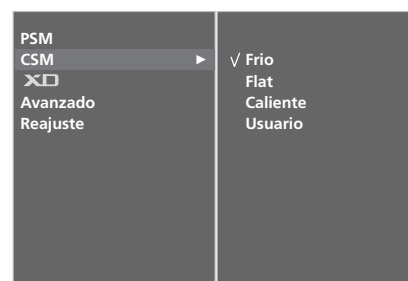 PSM
CSM ►
XD
Avanzado
Reajuste
√ Frio
Flat
Caliente
Usuario